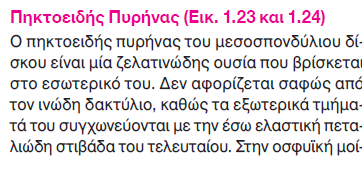 Πηκτοειδής Πυρήνας (Εικ. 1.23 και 1.24)
Ο πηκτοειδής πυρήνας του μεσοσπονδύλιου δί-
σκου είναι μία ζελατινώδης ουσία που βρίσκεται
στο εσωτερικό του. Δεν αφορίζεται σαφώς από
τον ινώδη δακτύλιο, καθώς τα εξωτερικά τμήμα-
τά του συγχωνεύονται με την έσω ελαστική πετα-
λιώδη στιβάδα του τελευταίου. Στην οσφυϊκή μοί-